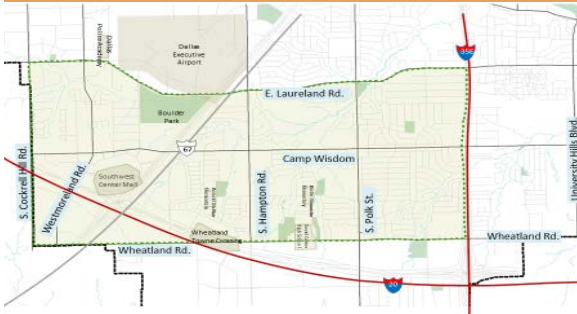 Dallas
Executive
Airport
35E
E. Laureland Rd.
Boulder
Park
67
Camp Wisdom
S. Cockrell Hill Rd.
Westmoreland Rd.
Southwest
Center Mall
S. Hampton Rd.
S. Polk St.
University Hills Blvd.
Wheatland
Towne Crossing
Wheatland Rd.
Wheatland Rd.
20